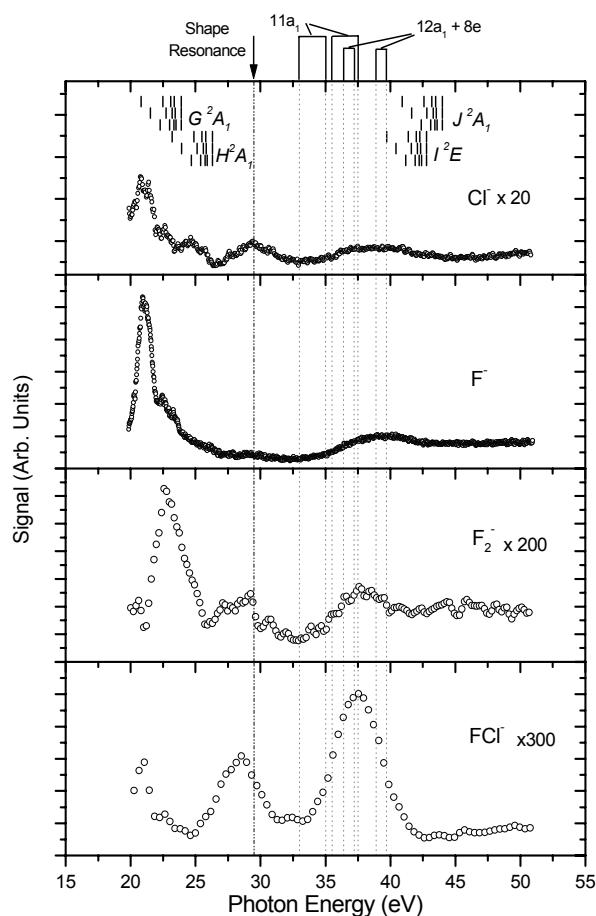 Shape
Resonance
11a₁
12a₁ + 8e
G ²A₁
H²A₁
J ²A₁
I ²E
Cl⁻ x 20
F⁻
F₂⁻ x 200
FCl⁻ x300
Signal (Arb. Units)
15 20 25 30 35 40 45 50 55
Photon Energy (eV)